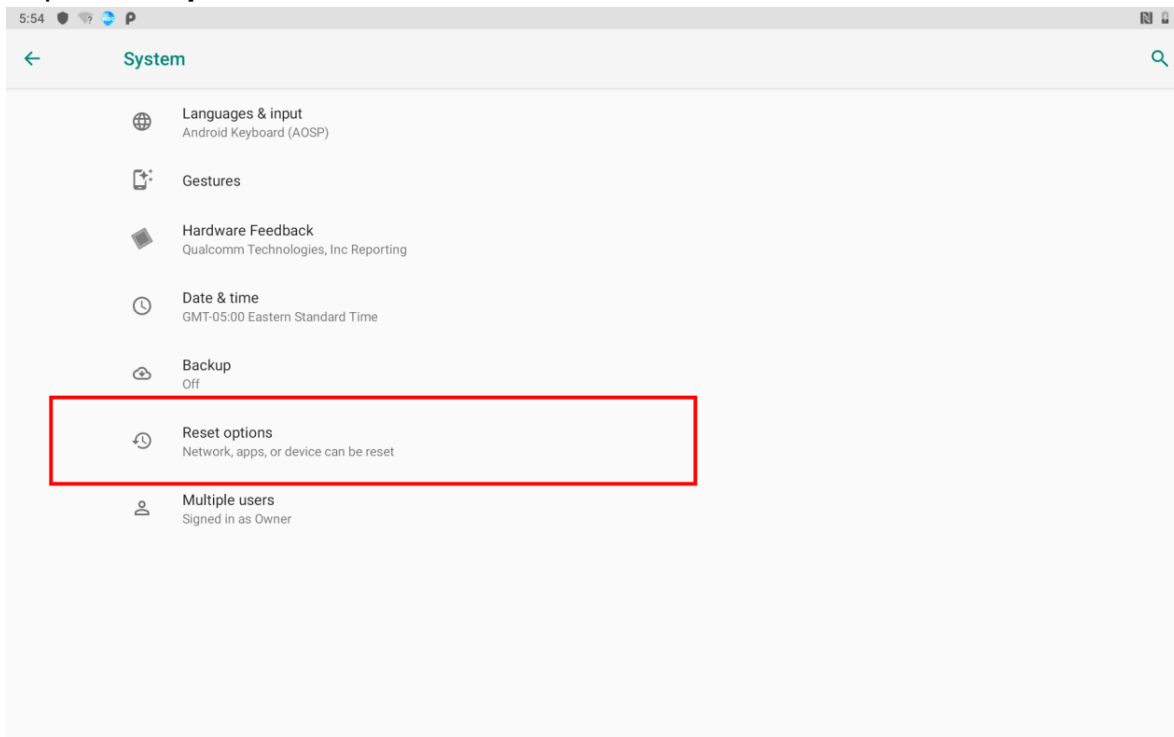 5:54
System
Languages & input
Android Keyboard (AOSP)
Gestures
Hardware Feedback
Qualcomm Technologies, Inc Reporting
Date & time
GMT-05:00 Eastern Standard Time
Backup
Off
Reset options
Network, apps, or device can be reset
Multiple users
Signed in as Owner